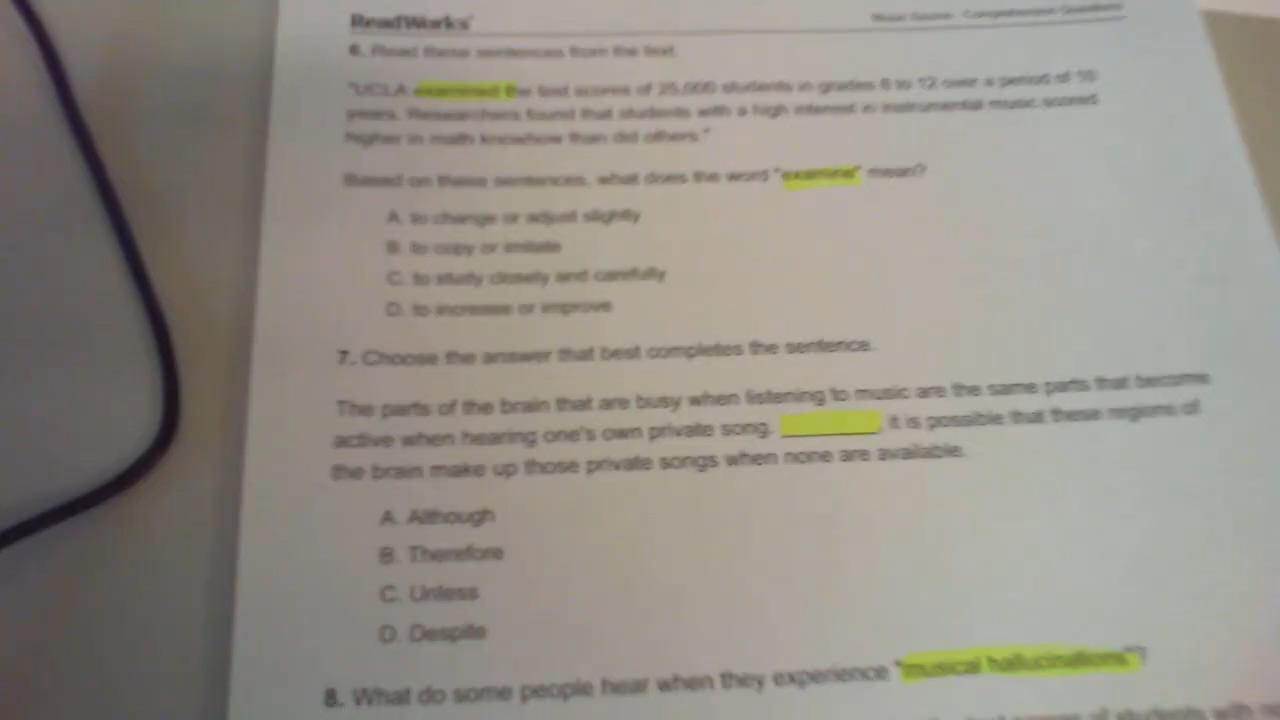 ReadWorks
6. Read these sentences from the text.
"UCLA examined the test scores of 25,000 students in grades 8 to 12 over a period of 10
years. Researchers found that students with a high interest in instrumental music scored
higher in math knowhow than did others."
Based on these sentences, what does the word "examine" mean?
A. to change or adjust slightly
B. to copy or imitate
C. to study closely and carefully
D. to increase or improve
7. Choose the answer that best completes the sentence.
The parts of the brain that are busy when listening to music are the same parts that become
active when hearing one's own private song. ________, it is possible that these regions of
the brain make up those private songs when none are available.
A. Although
B. Therefore
C. Unless
D. Despite
8. What do some people hear when they experience "musical hallucinations"?